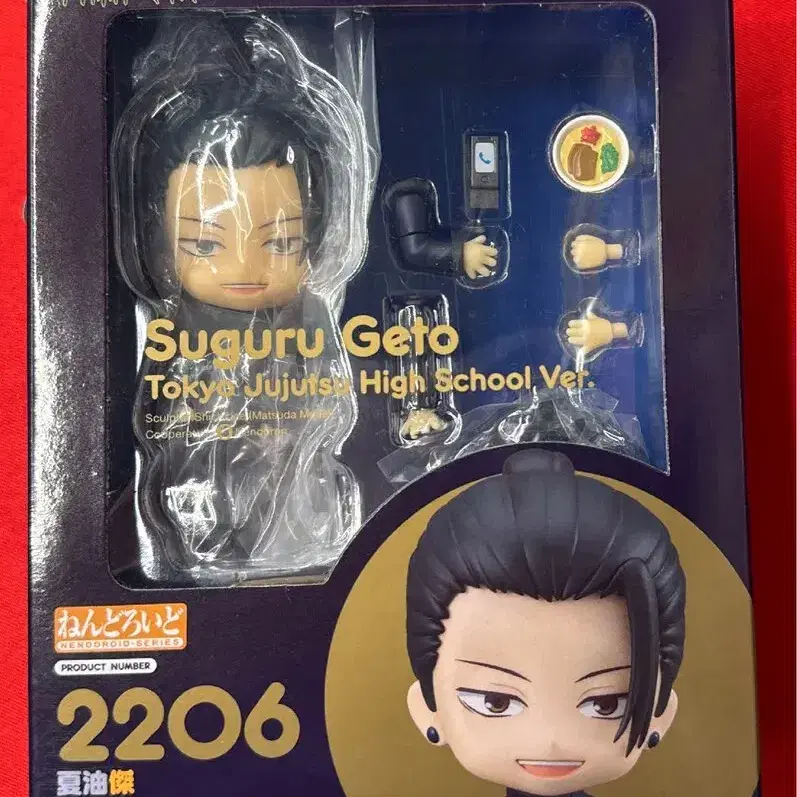 Suguru Geto
Tokyo Jujutsu High School Ver.
ねんどろいど
NENDOROID-SERIES
PRODUCT NUMBER
2206
夏油傑